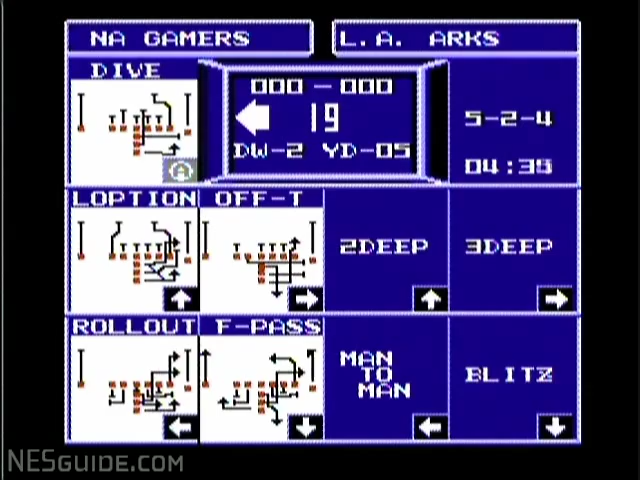 NA GAMERS
L.A. ARKS
DIVE
000-000
19
DW-2 YD-05
5-2-4
04:35
A
LOPTION
OFF-T
2DEEP
3DEEP
ROLLOUT
F-PASS
MAN
TO
MAN
BLITZ
NESGUIDE.COM